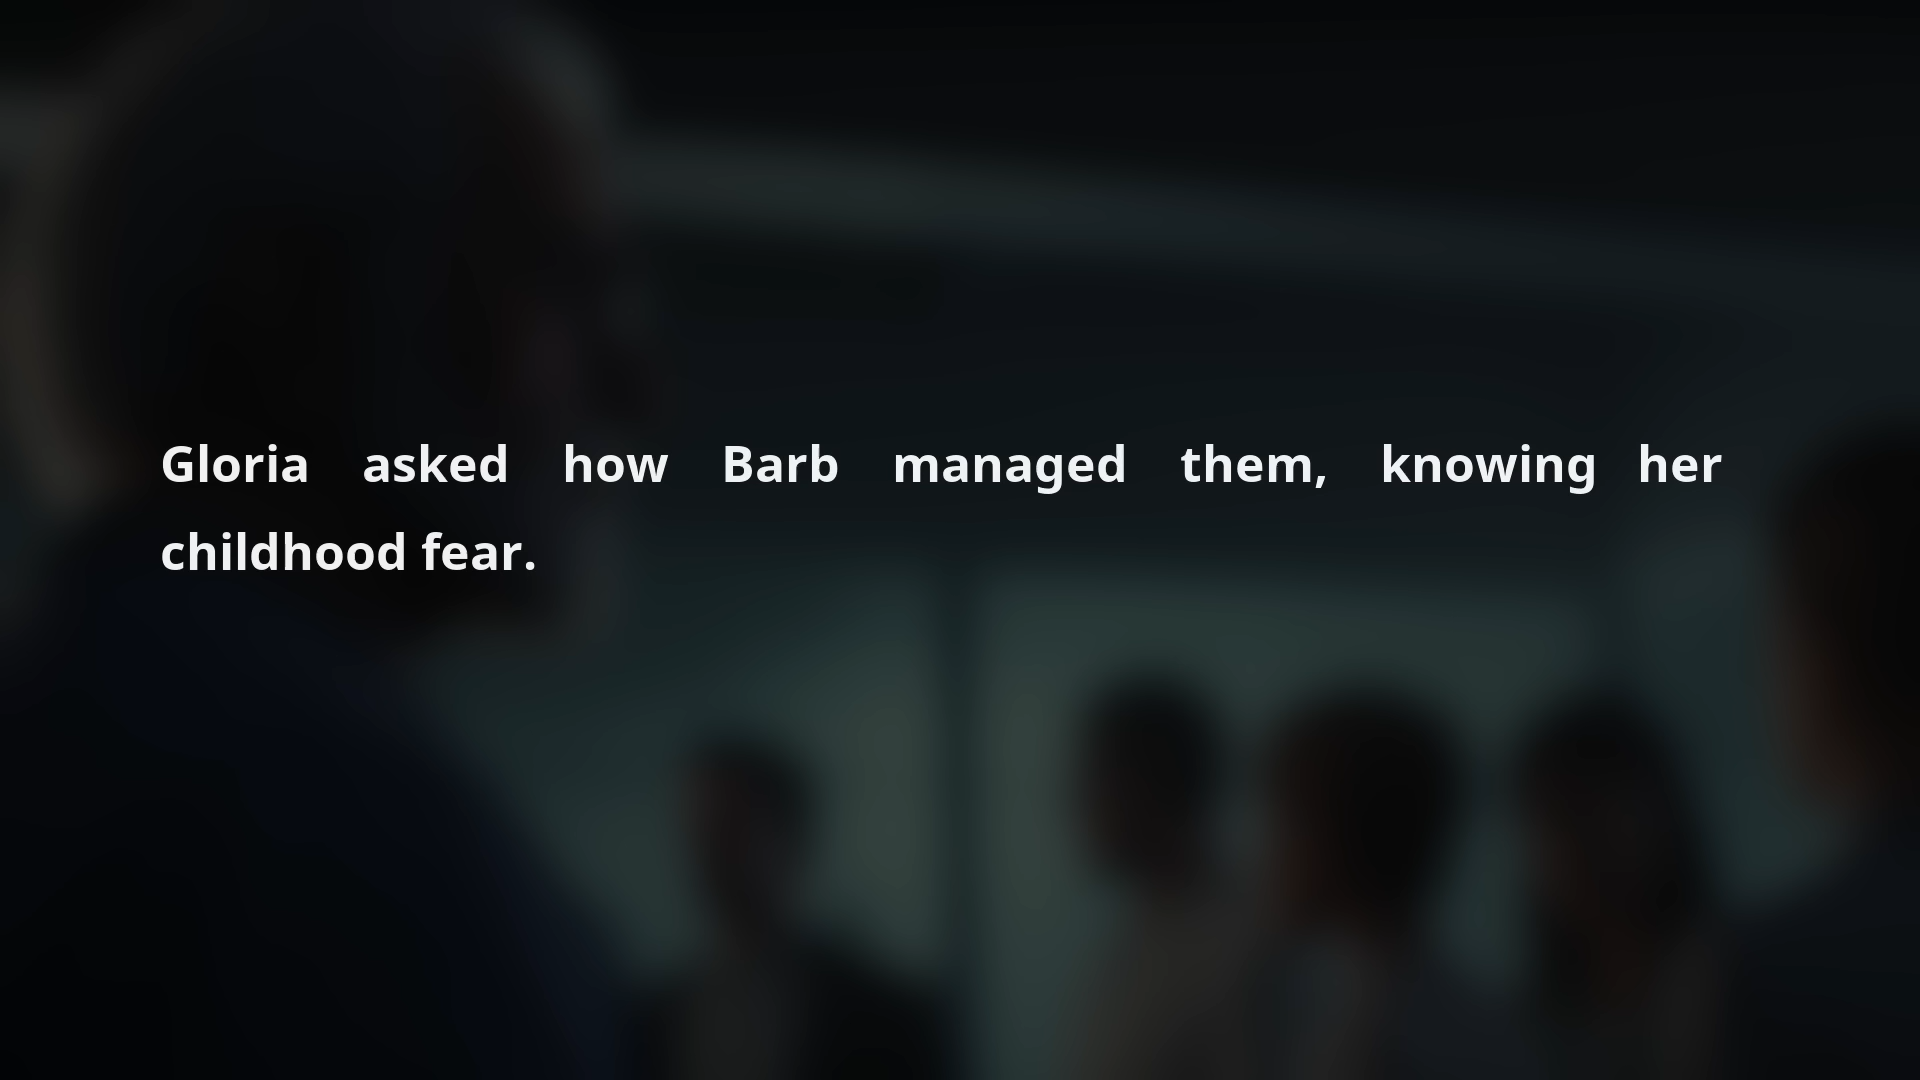 Gloria asked how Barb managed them, knowing her
childhood fear.